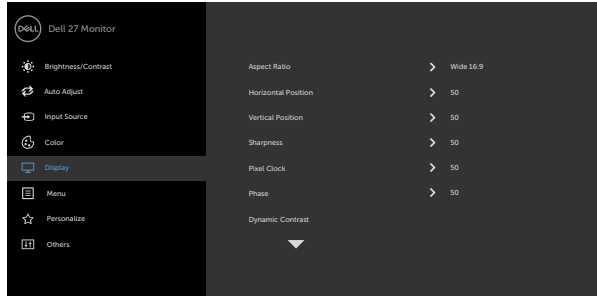 DELL Dell 27 Monitor
Brightness/Contrast
Auto Adjust
Input Source
Color
Display
Menu
Personalize
Others
Aspect Ratio Wide 16:9
Horizontal Position 50
Vertical Position 50
Sharpness 50
Pixel Clock 50
Phase 50
Dynamic Contrast